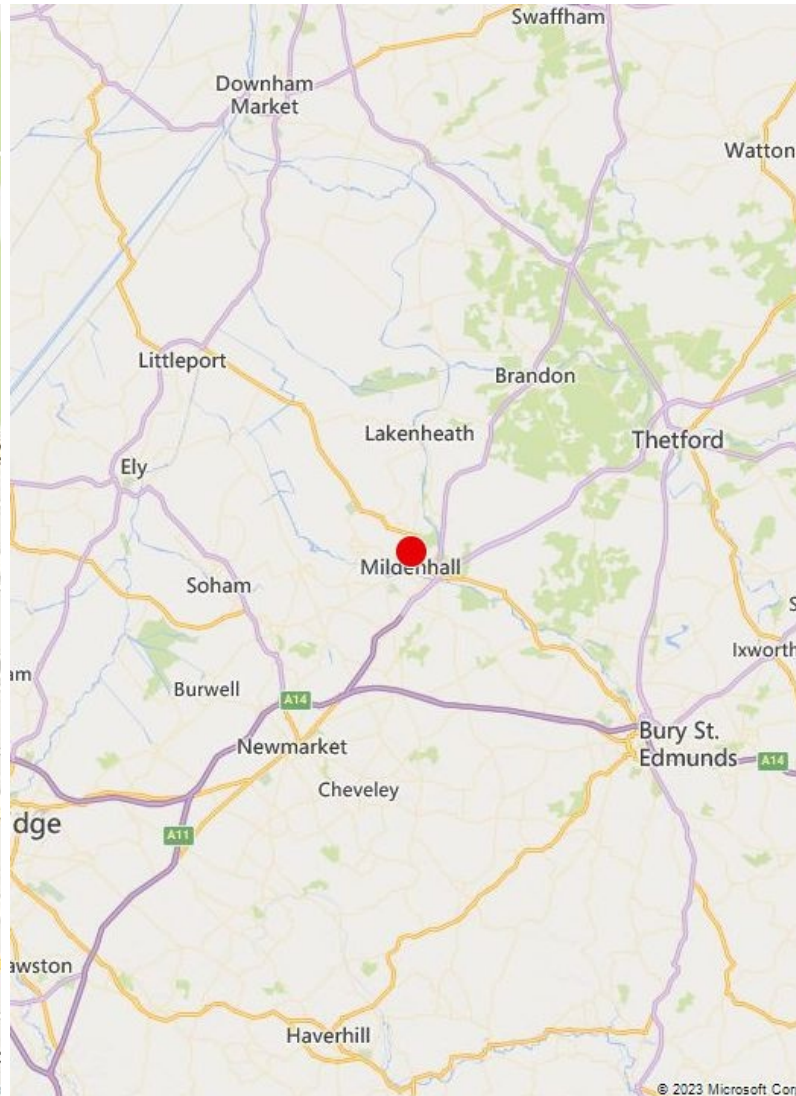 Swaffham
Downham
Market
Watton
Littleport
Brandon
Lakenheath
Thetford
Ely
Mildenhall
Soham
Ixworth
Burwell
A14
Bury St.
Edmunds
A14
Newmarket
Cheveley
dge
A11
awston
Haverhill
© 2023 Microsoft Cor